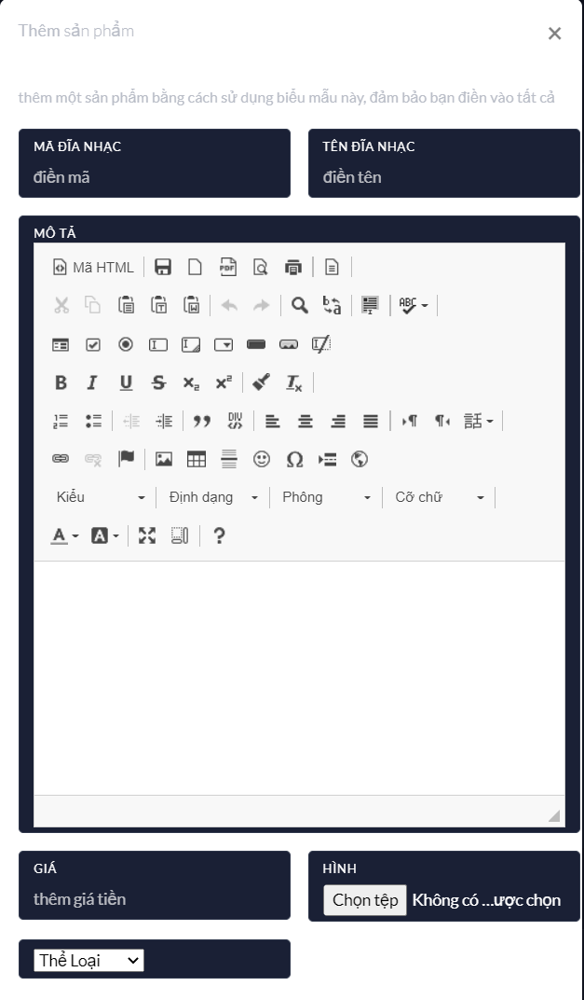 Thêm sản phẩm
×
thêm một sản phẩm bằng cách sử dụng biểu mẫu này, đảm bảo bạn điền vào tất cả
MÃ ĐĨA NHẠC
điền mã
TÊN ĐĨA NHẠC
điền tên
MÔ TẢ
Mã HTML
Kiểu Định dạng Phông Cỡ chữ
GIÁ
thêm giá tiền
HÌNH
Chọn tệp Không có ...ược chọn
Thể Loại